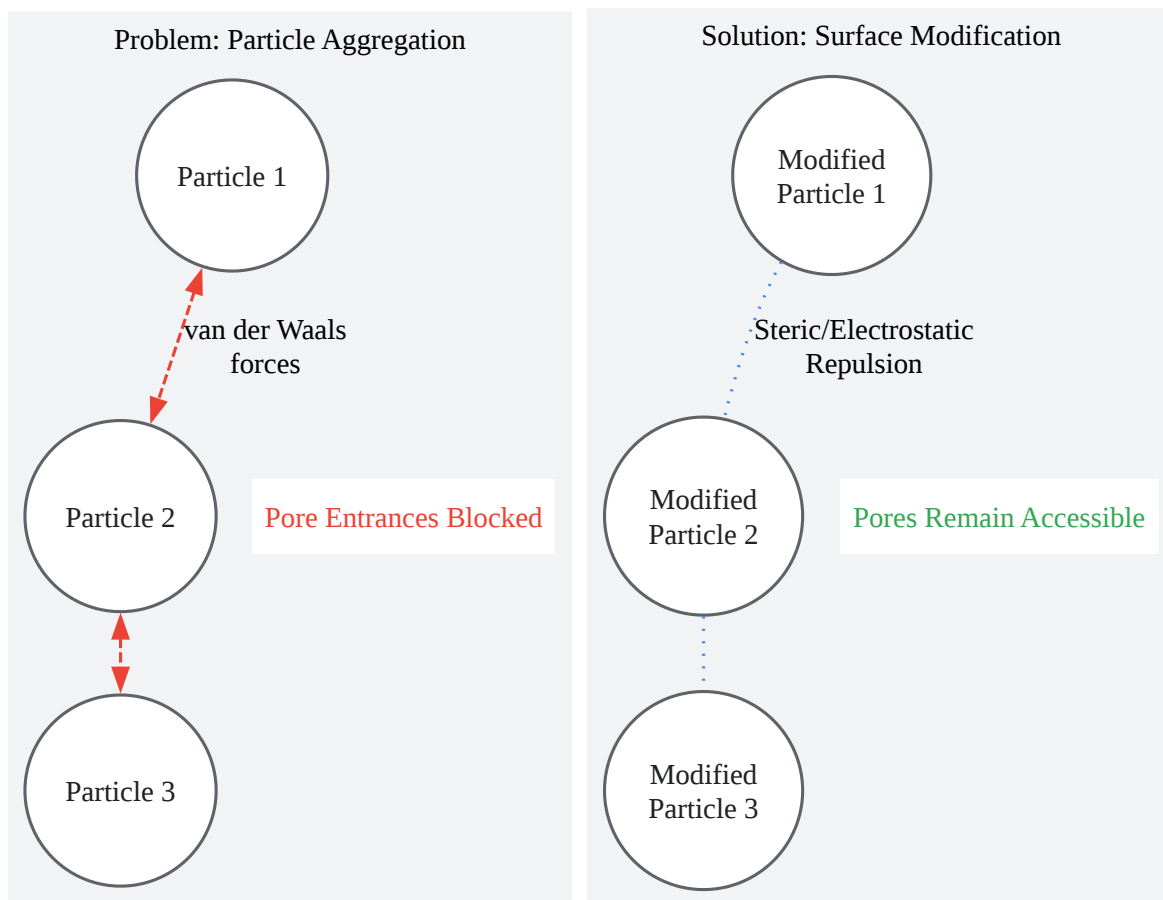 Problem: Particle Aggregation
Particle 1
van der Waals
forces
Particle 2
Pore Entrances Blocked
Particle 3
Solution: Surface Modification
Modified
Particle 1
Steric/Electrostatic
Repulsion
Modified
Particle 2
Pores Remain Accessible
Modified
Particle 3